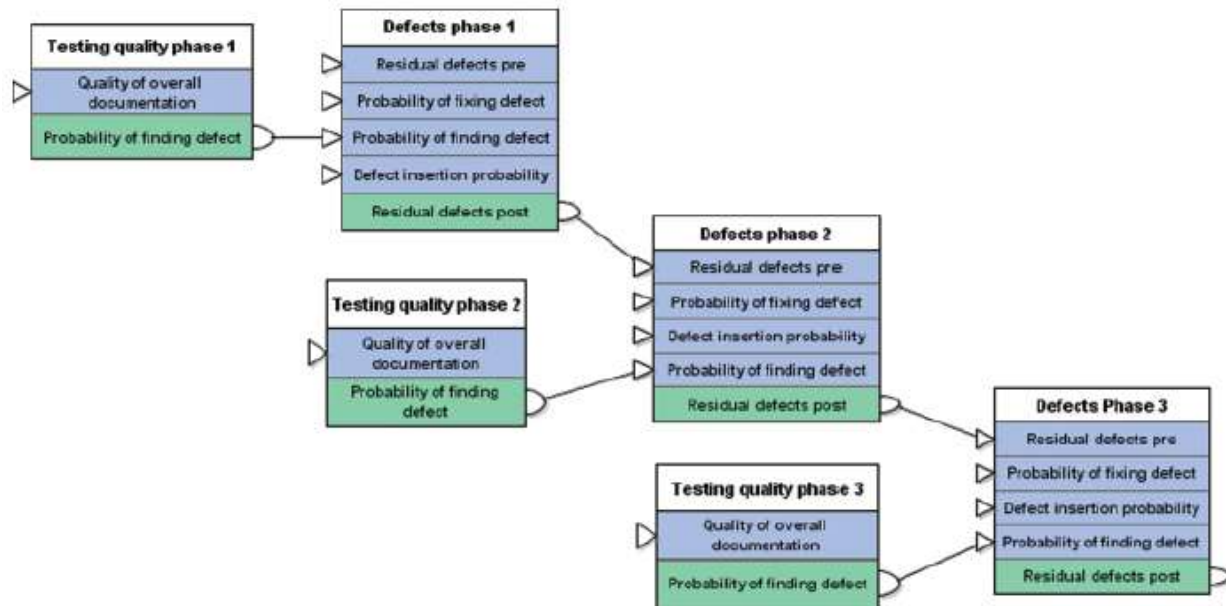 Testing quality phase 1
Quality of overall
documentation
Probability of finding defect
Defects phase 1
Residual defects pre
Probability of fixing defect
Probability of finding defect
Defect insertion probability
Residual defects post
Testing quality phase 2
Quality of overall
documentation
Probability of finding
defect
Defects phase 2
Residual defects pre
Probability of fixing defect
Defect insertion probability
Probability of finding defect
Residual defects post
Testing quality phase 3
Quality of overall
documentation
Probability of finding defect
Defects Phase 3
Residual defects pre
Probability of fixing defect
Defect insertion probability
Probability of finding defect
Residual defects post